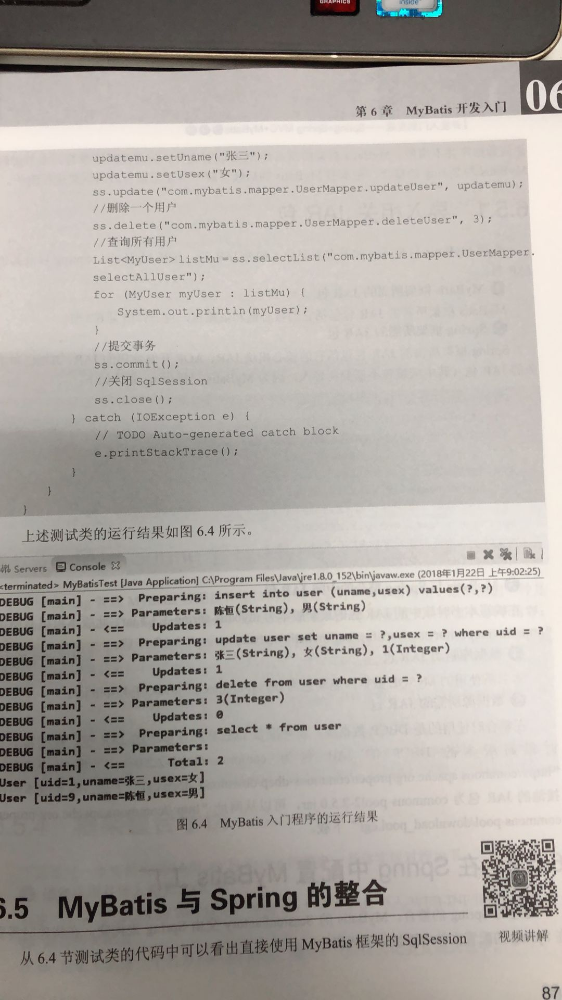 GRAPHICS
inside
06
第 6 章 MyBatis 开发入门
updatemu.setUname("张三");
updatemu.setUsex("女");
ss.update("com.mybatis.mapper.UserMapper.updateUser", updatemu);
//删除一个用户
ss.delete("com.mybatis.mapper.UserMapper.deleteUser", 3);
//查询所有用户
List<MyUser> listMu = ss.selectList("com.mybatis.mapper.UserMapper.
selectAllUser");
for (MyUser myUser : listMu) {
System.out.println(myUser);
}
//提交事务
ss.commit();
//关闭 SqlSession
ss.close();
} catch (IOException e) {
// TODO Auto-generated catch block
e.printStackTrace();
}
}
}
上述测试类的运行结果如图 6.4 所示。
Servers Console
<terminated> MyBatisTest [Java Application] C:\Program Files\Java\jre1.8.0_152\bin\javaw.exe (2018年1月22日 上午9:02:25)
DEBUG [main] - ==> Preparing: insert into user (uname,usex) values(?,?)
DEBUG [main] - ==> Parameters: 陈恒(String), 男(String)
DEBUG [main] - <== Updates: 1
DEBUG [main] - ==> Preparing: update user set uname = ?,usex = ? where uid = ?
DEBUG [main] - ==> Parameters: 张三(String), 女(String), 1(Integer)
DEBUG [main] - <== Updates: 1
DEBUG [main] - ==> Preparing: delete from user where uid = ?
DEBUG [main] - ==> Parameters: 3(Integer)
DEBUG [main] - <== Updates: 0
DEBUG [main] - ==> Preparing: select * from user
DEBUG [main] - ==> Parameters:
DEBUG [main] - <== Total: 2
User [uid=1,uname=张三,usex=女]
User [uid=9,uname=陈恒,usex=男]
图 6.4 MyBatis 入门程序的运行结果
6.5 MyBatis 与 Spring 的整合
视频讲解
从 6.4 节测试类的代码中可以看出直接使用 MyBatis 框架的 SqlSession
87